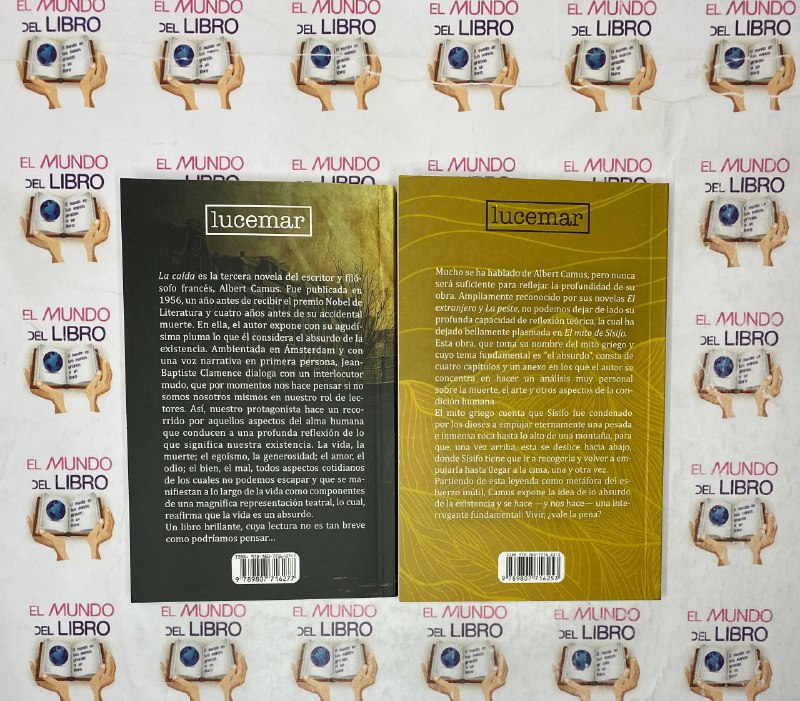 EL MUNDO DEL LIBRO
lucemar
La caída es la tercera novela del escritor y filó-
sofo francés, Albert Camus. Fue publicada en
1956, un año antes de recibir el premio Nobel de
Literatura y cuatro años antes de su accidental
muerte. En ella, el autor expone con su agudí-
sima pluma lo que él considera el absurdo de la
existencia. Ambientada en Ámsterdam y con
una voz narrativa en primera persona, Jean-
Baptiste Clamence dialoga con un interlocutor
mudo, que por momentos nos hace pensar si no
somos nosotros mismos en nuestro rol de lec-
tores. Así, nuestro protagonista hace un reco-
rrido por aquellos aspectos del alma humana
que conducen a una profunda reflexión de lo
que significa nuestra existencia. La vida, la
muerte; el egoísmo, la generosidad; el amor, el
odio; el bien, el mal, todos aspectos cotidianos
de los cuales no podemos escapar y que se ma-
nifiestan a lo largo de la vida como componentes
de una magnifica representación teatral, lo cual,
reafirma que la vida es un absurdo.
Un libro brillante, cuya lectura no es tan breve
como podríamos pensar...
9 789807 716277
lucemar
Mucho se ha hablado de Albert Camus, pero nunca
será suficiente para reflejar la profundidad de su
obra. Ampliamente reconocido por sus novelas El
extranjero y La peste, no podemos dejar de lado su
profunda capacidad de reflexión teórica, la cual ha
dejado bellamente plasmada en El mito de Sísifo.
Esta obra, que toma su nombre del mito griego y
cuyo tema fundamental es "el absurdo", consta de
cuatro capítulos y un anexo en los que el autor se
concentra en hacer un análisis muy personal
sobre la muerte, el arte y otros aspectos de la con-
dición humana.
El mito griego cuenta que Sísifo fue condenado
por los dioses a empujar eternamente una pesada
e inmensa roca hasta lo alto de una montaña, para
que, una vez arriba, esta se deslice hacia abajo,
donde Sísifo tiene que ir a recogerla y volver a em-
pujarla hasta llegar a la cima, una y otra vez.
Partiendo de esta leyenda como metáfora del es-
fuerzo inútil, Camus expone la idea de lo absurdo
de la existencia y se hace —y nos hace— una inte-
rrogante fundamental: Vivir, ¿vale la pena?
9 789807 716253